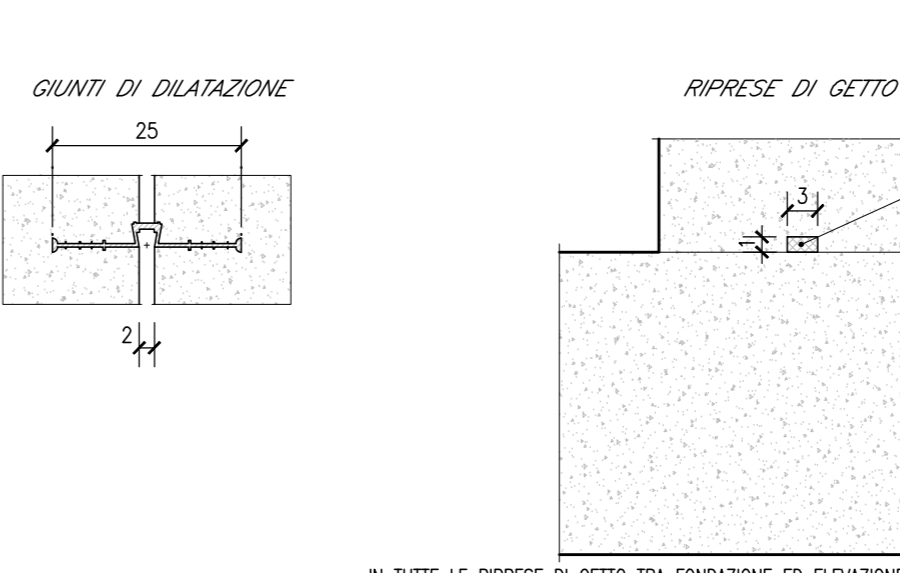 GIUNTI DI DILATAZIONE
RIPRESE DI GETTO
25
3
1
2
IN TUTTE LE RIPRESE DI GETTO TRA FONDAZIONE ED ELEVAZIONE